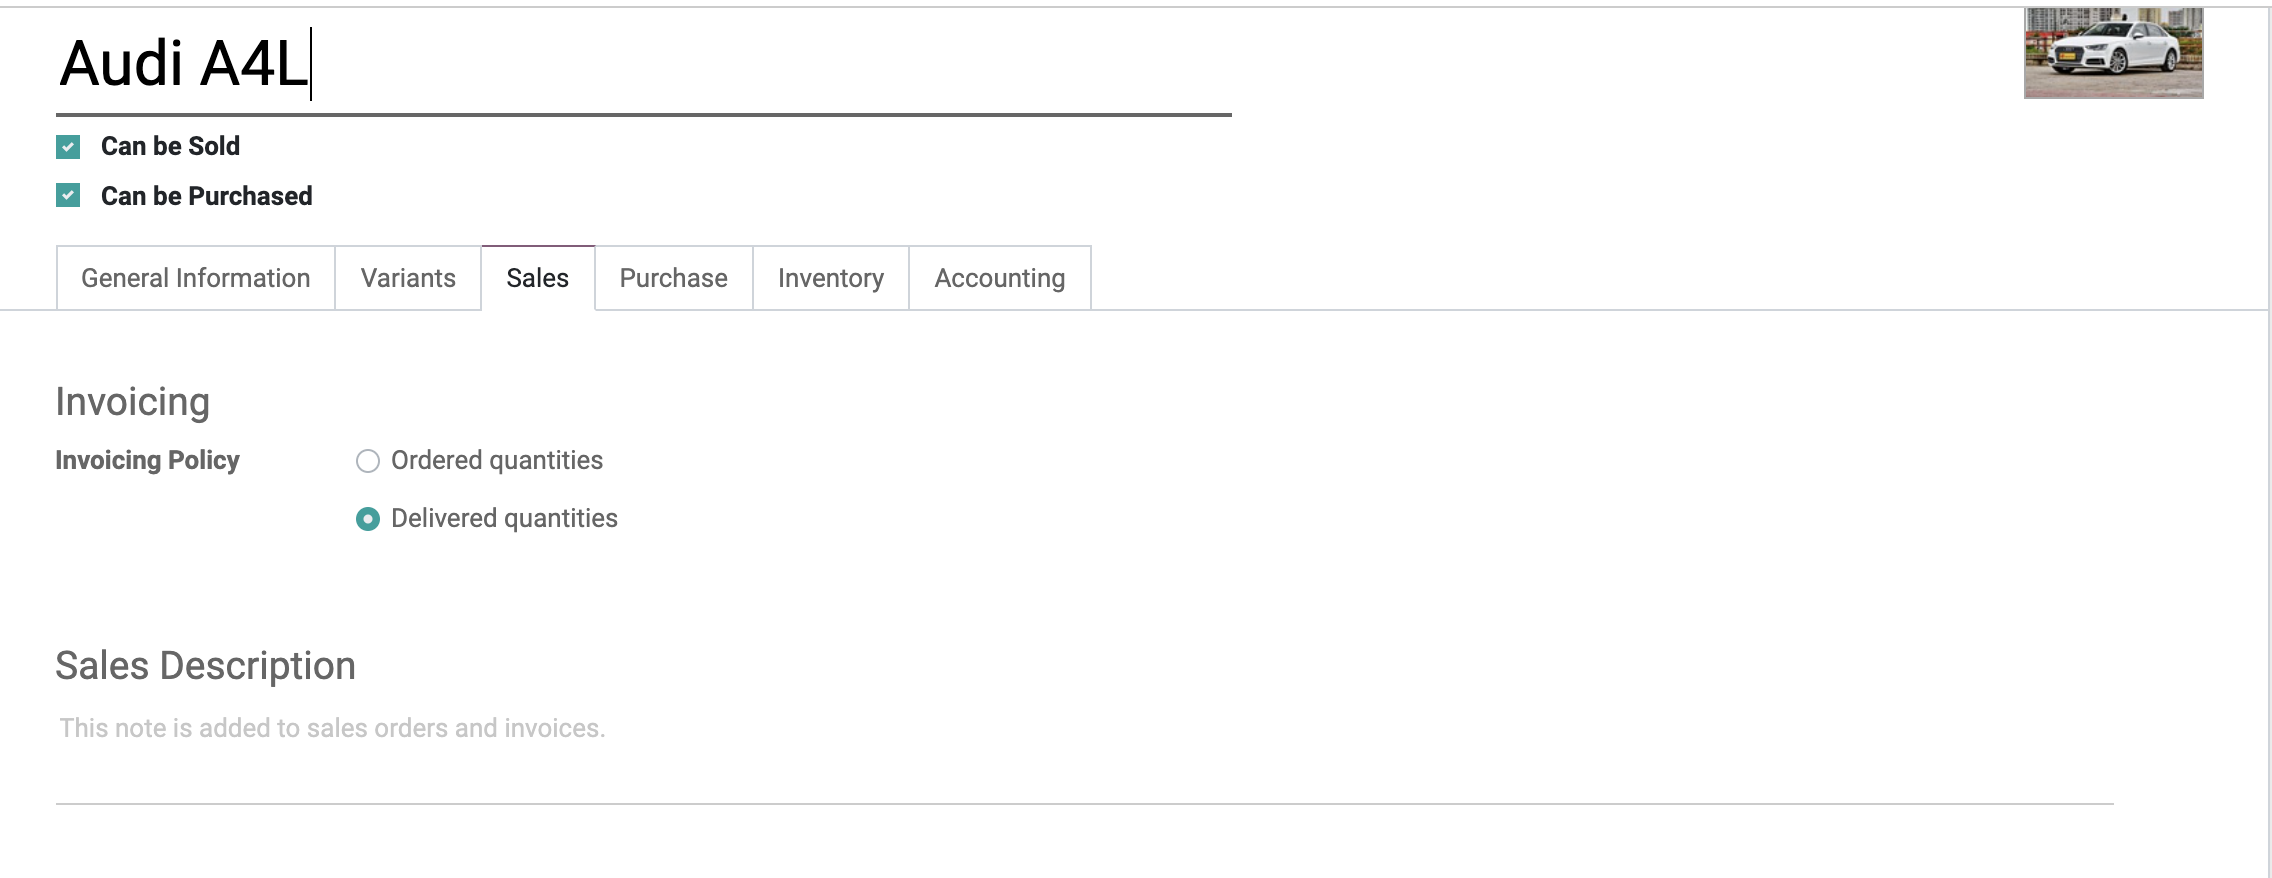 Audi A4L
Can be Sold
Can be Purchased
General Information Variants Sales Purchase Inventory Accounting
Invoicing
Invoicing Policy Ordered quantities
Delivered quantities
Sales Description
This note is added to sales orders and invoices.